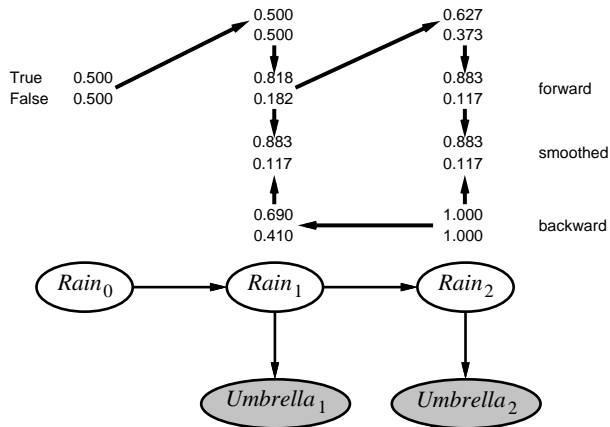 0.500 0.627
0.500 0.373
True 0.500 0.818 0.883
False 0.500 0.182 0.117 forward
0.883 0.883
0.117 0.117 smoothed
0.690 1.000
0.410 1.000 backward
Rain0 Rain1 Rain2
Umbrella1 Umbrella2